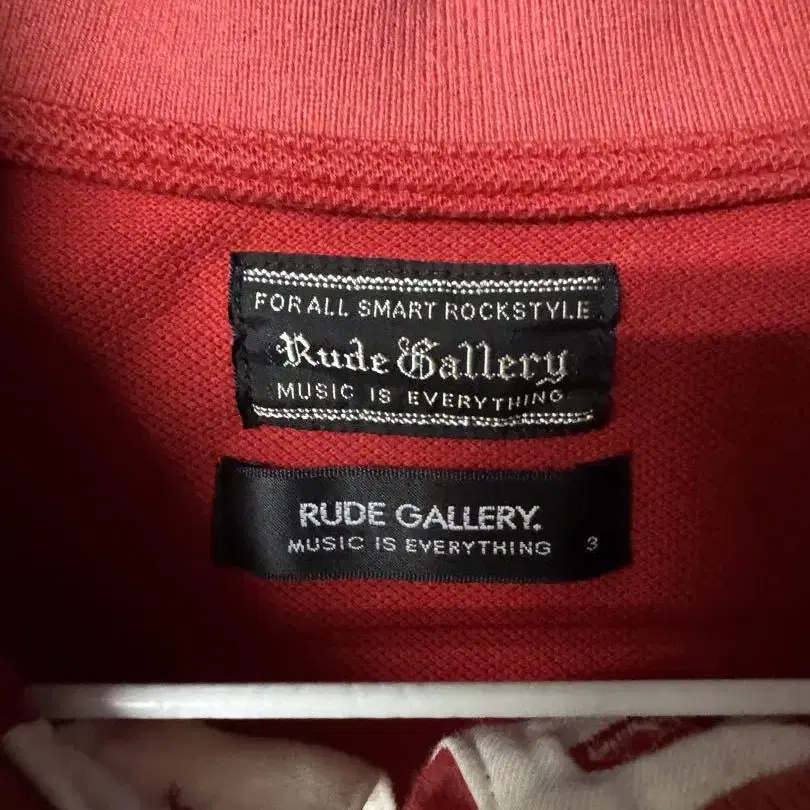 FOR ALL SMART ROCKSTYLE
Rude Gallery
MUSIC IS EVERYTHING
RUDE GALLERY.
MUSIC IS EVERYTHING 3